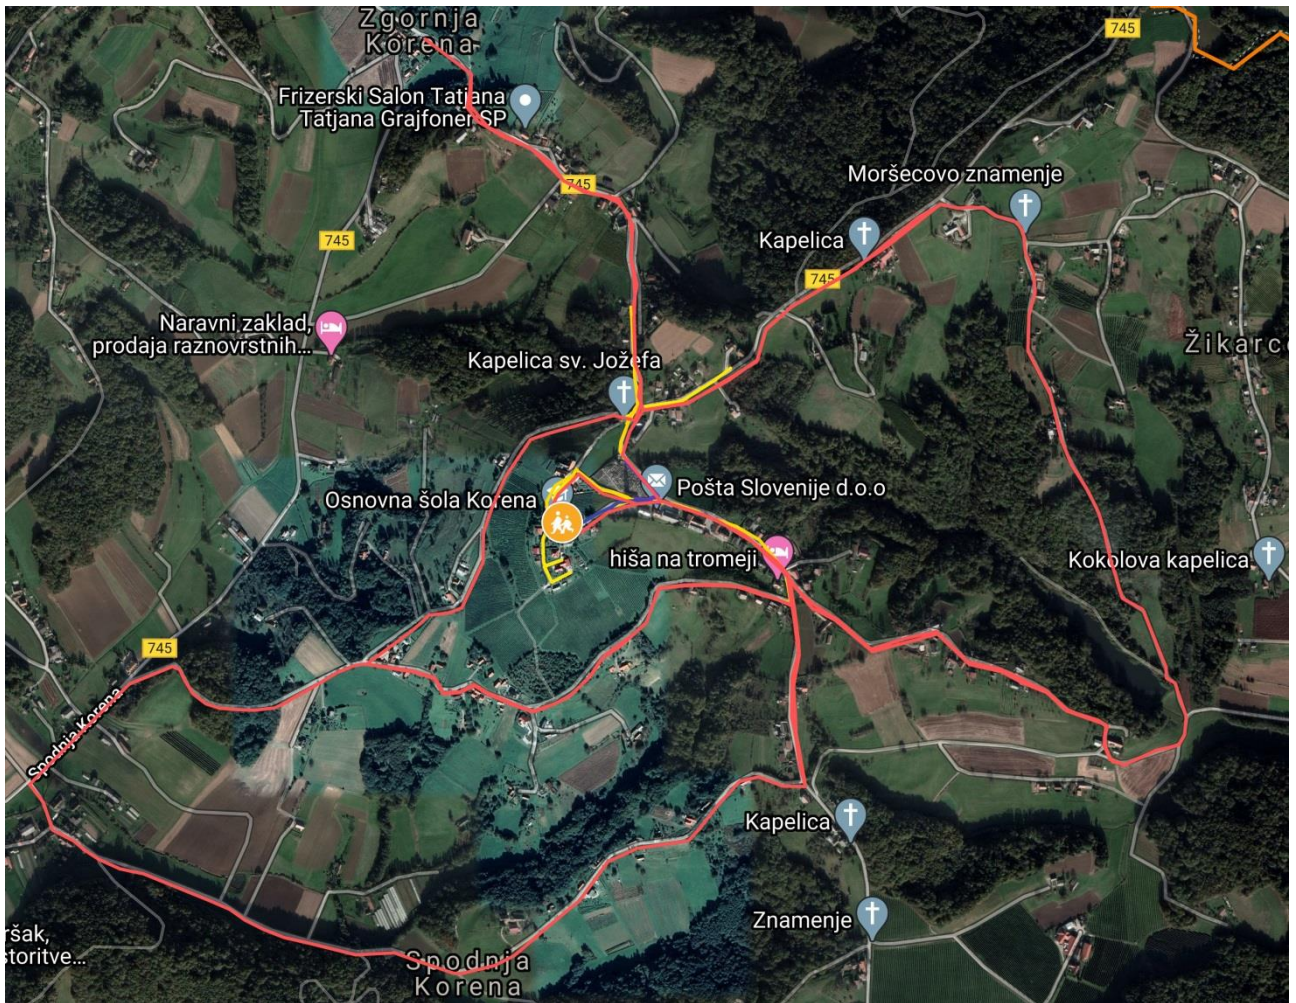 Zgornja
Korena
745
Frizerski Salon Tatjana
Tatjana Grajfoner SP
745
Moršecovo znamenje
Kapelica
745
745
Naravni zaklad,
prodaja raznovrstnih...
Žikarce
Kapelica sv. Jožefa
Osnovna šola Korena
Pošta Slovenije d.o.o
hiša na tromeji
Kokolova kapelica
745
Spodnja Korena
Kapelica
Znamenje
ršak,
storitve...
Spodnja
Korena